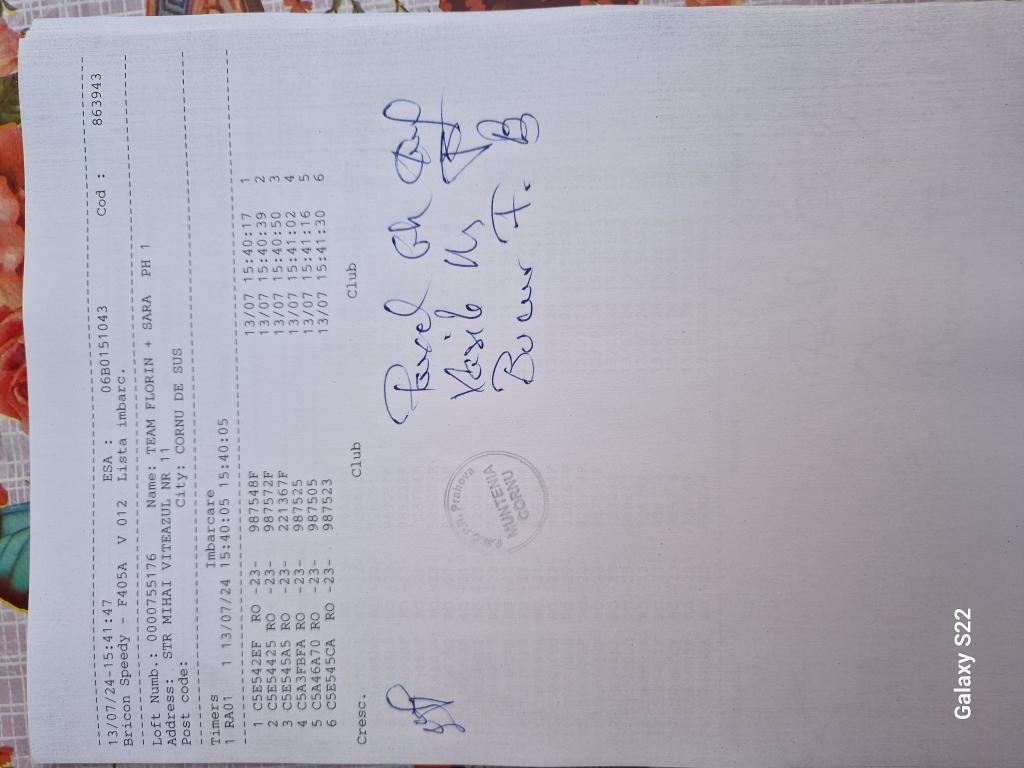 13/07/24-15:41:47 ESA : 06B0151043 Cod : 863943
Bricon Speedy - F405A V 012 Lista imbarc.
Loft Numb.: 0000755176 Name: TEAM FLORIN + SARA PH 1
Address: STR MIHAI VITEAZUL NR 11
Post code: City: CORNU DE SUS
Timers Imbarcare
1 RA01 1 13/07/24 15:40:05 15:40:05
1 C5E542EF RO -23- 987548F 13/07 15:40:17 1
2 C5E54425 RO -23- 987572F 13/07 15:40:39 2
3 C5E545A5 RO -23- 221367F 13/07 15:40:50 3
4 C5A3FBFA RO -23- 987525 13/07 15:41:02 4
5 C5A46A70 RO -23- 987505 13/07 15:41:16 5
6 C5E545CA RO -23- 987523 13/07 15:41:30 6
Cresc. Club Club
Prahova
MUNTENIA
CORNU
Galaxy S22